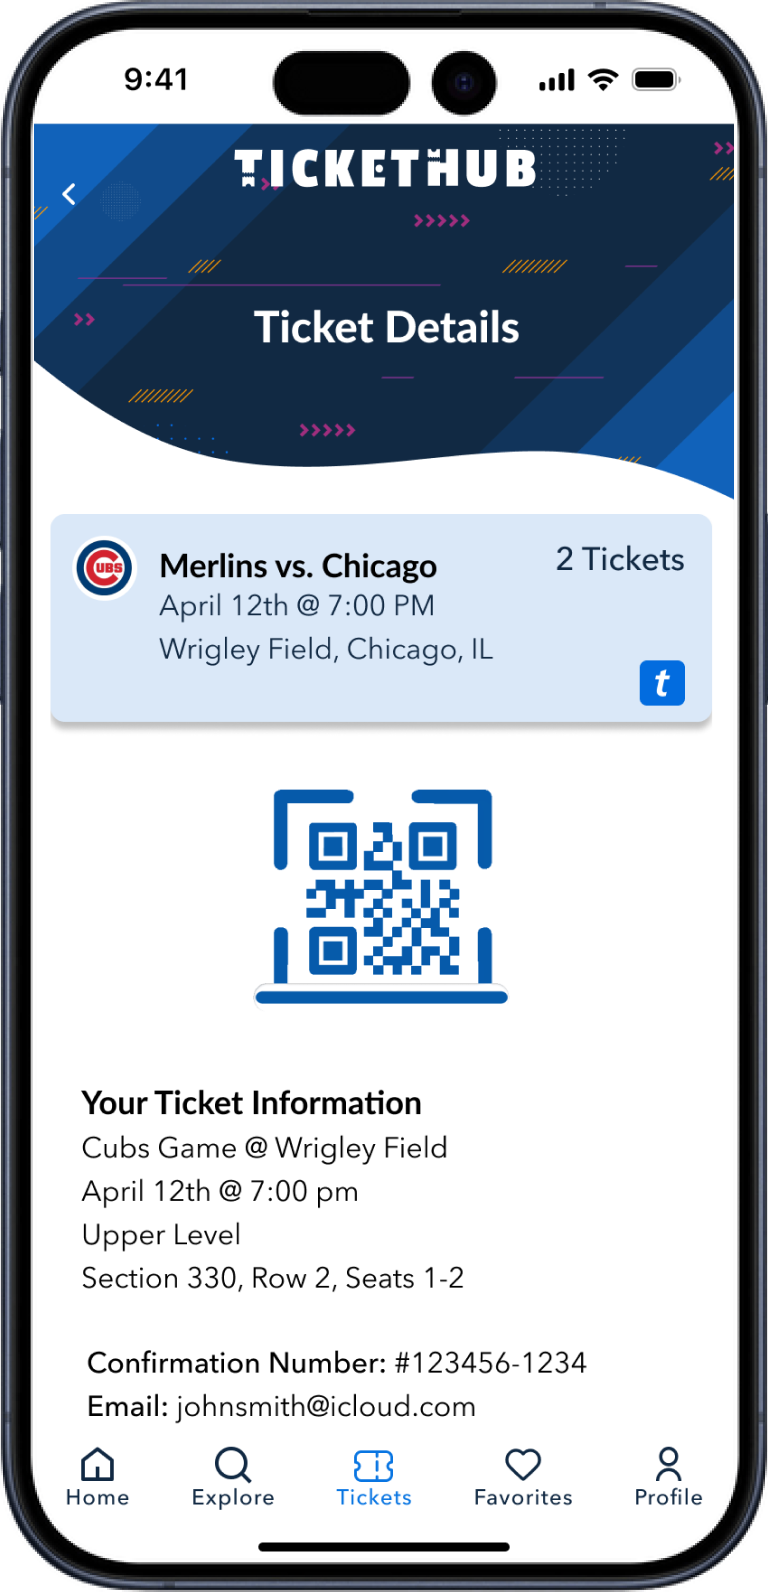 9:41
TICKETHUB
Ticket Details
CUBS
Merlins vs. Chicago
2 Tickets
April 12th @ 7:00 PM
Wrigley Field, Chicago, IL
t
Your Ticket Information
Cubs Game @ Wrigley Field
April 12th @ 7:00 pm
Upper Level
Section 330, Row 2, Seats 1-2
Confirmation Number: #123456-1234
Email: johnsmith@icloud.com
Home Explore Tickets Favorites Profile